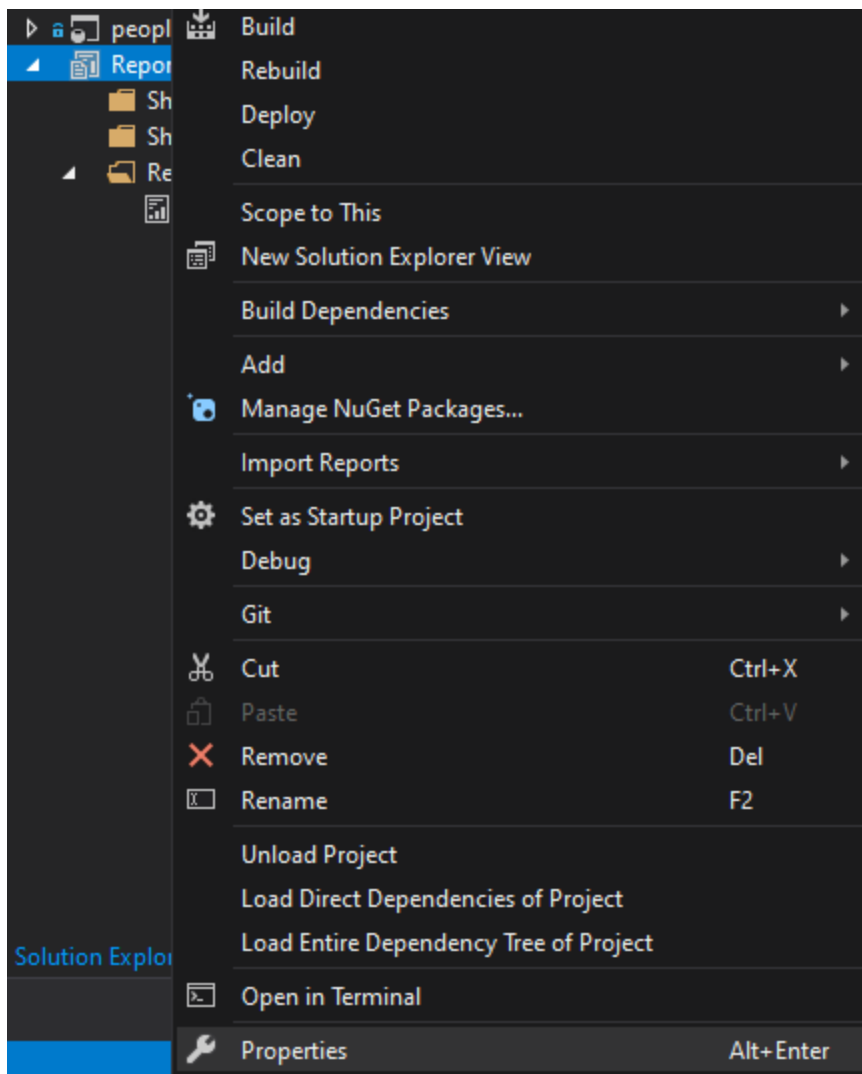 peopl
Build
Repor
Rebuild
Sh
Deploy
Sh
Clean
Re
Scope to This
New Solution Explorer View
Build Dependencies
Add
Manage NuGet Packages...
Import Reports
Set as Startup Project
Debug
Git
Cut Ctrl+X
Paste Ctrl+V
Remove Del
Rename F2
Unload Project
Load Direct Dependencies of Project
Load Entire Dependency Tree of Project
Solution Explo
Open in Terminal
Properties Alt+Enter